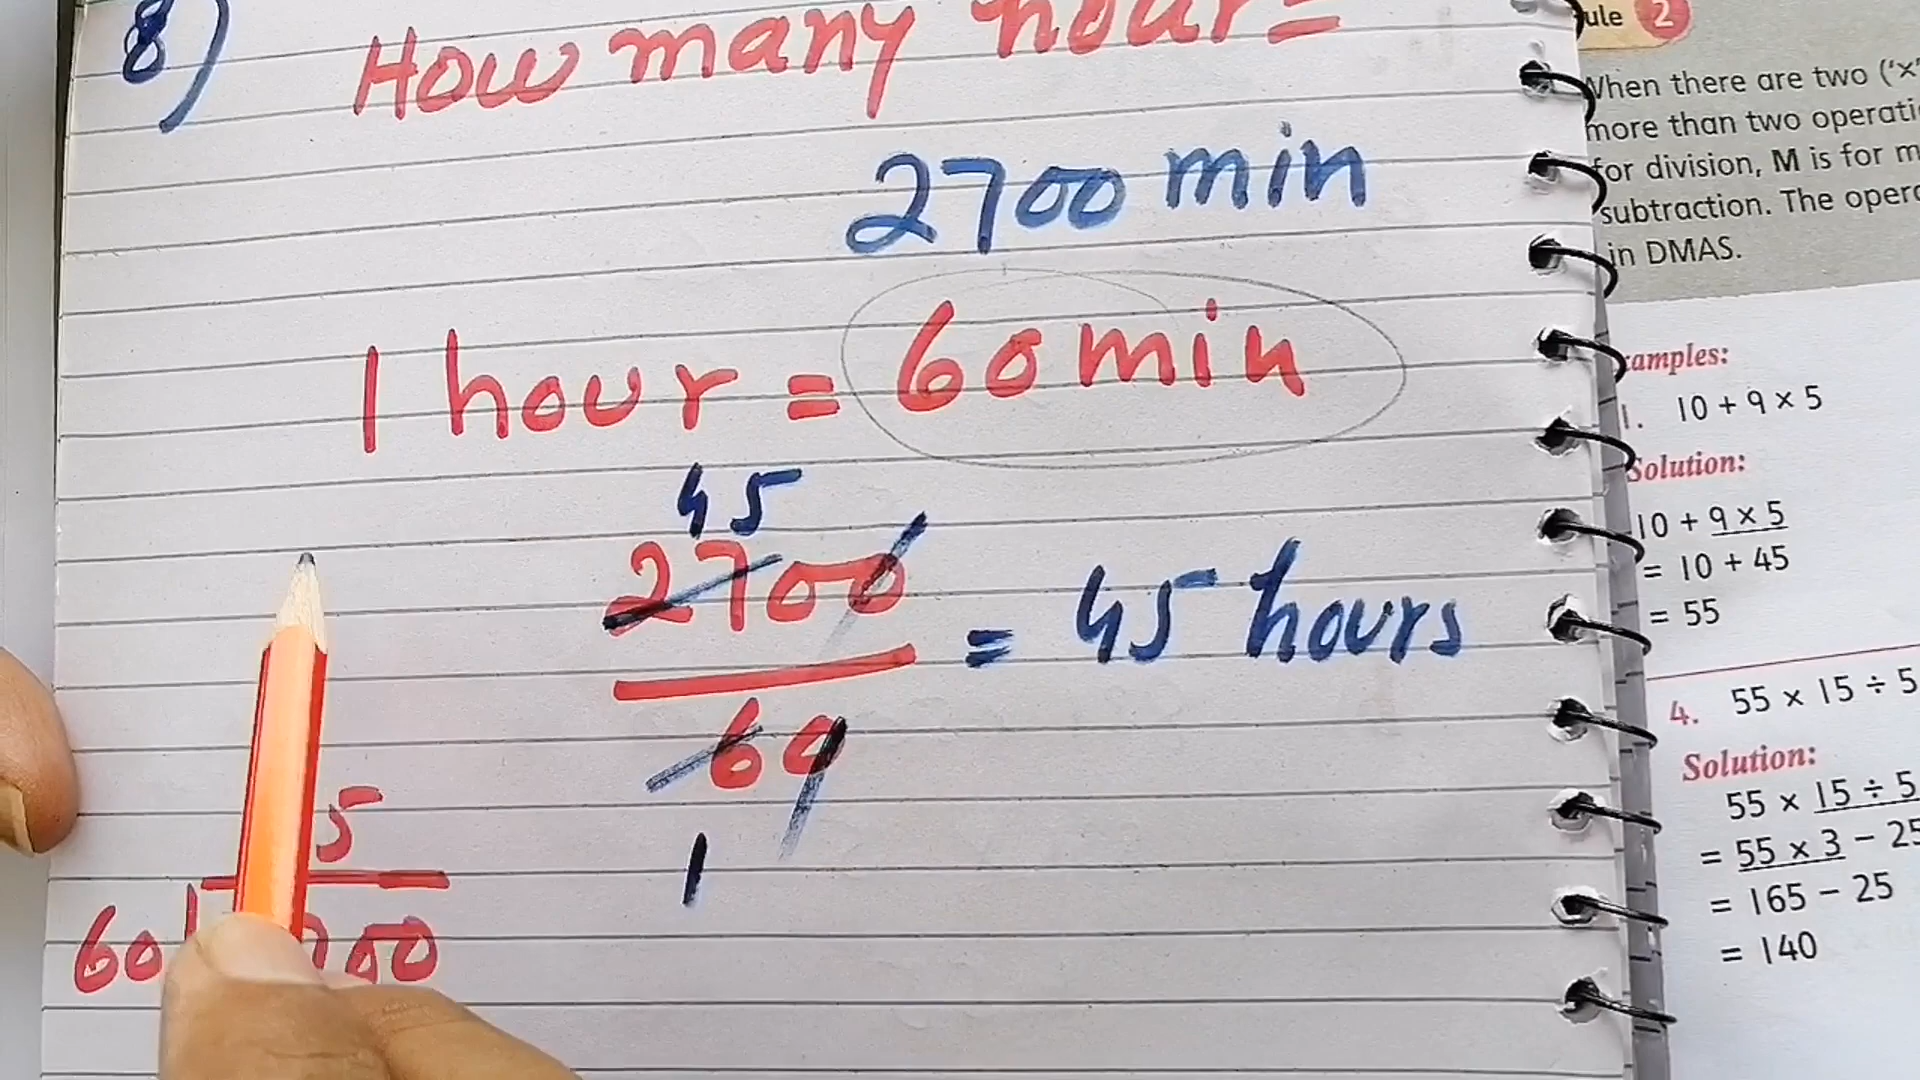 8) How many hour=
2700 min
1 hour = 60 min
45
2700
60
1
= 45 hours
5
60 700
ule 2
When there are two (‘×’
more than two operati
for division, M is for m
subtraction. The oper
in DMAS.
xamples:
1. 10 + 9 × 5
Solution:
10 + 9 × 5
= 10 + 45
= 55
4. 55 × 15 ÷ 5
Solution:
55 × 15 ÷ 5
= 55 × 3 − 25
= 165 − 25
= 140